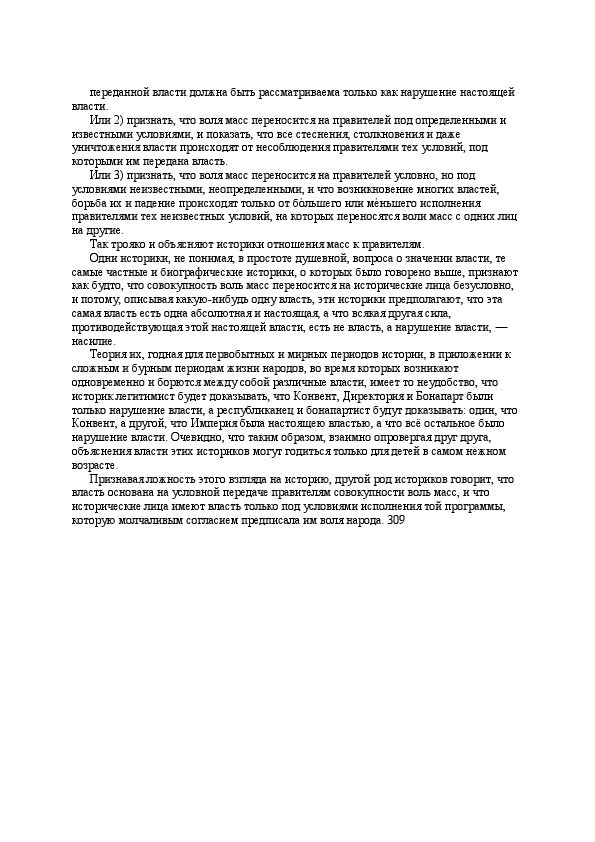 переданной власти должна быть рассматриваема только как нарушение настоящей
власти.
Или 2) признать, что воля масс переносится на правителей под определенными и
известными условиями, и показать, что все стеснения, столкновения и даже
уничтожения власти происходят от несоблюдения правителями тех условий, под
которыми им передана власть.
Или 3) признать, что воля масс переносится на правителей условно, но под
условиями неизвестными, неопределенными, и что возникновение многих властей,
борьба их и падение происходят только от бо̀льшего или мѐньшего исполнения
правителями тех неизвестных условий, на которых переносятся воли масс с одних лиц
на другие.
Так трояко и объясняют историки отношения масс к правителям.
Одни историки, не понимая, в простоте душевной, вопроса о значении власти, те
самые частные и биографические историки, о которых было говорено выше, признают
как будто, что совокупность воль масс переносится на исторические лица безусловно,
и потому, описывая какую-нибудь одну власть, эти историки предполагают, что эта
самая власть есть одна абсолютная и настоящая, а что всякая другая сила,
противодействующая этой настоящей власти, есть не власть, а нарушение власти, —
насилие.
Теория их, годная для первобытных и мирных периодов истории, в приложении к
сложным и бурным периодам жизни народов, во время которых возникают
одновременно и борются между собой различные власти, имеет то неудобство, что
историк легитимист будет доказывать, что Конвент, Директория и Бонапарт были
только нарушение власти, а республиканец и бонапартист будут доказывать: один, что
Конвент, а другой, что Империя была настоящею властью, а что всё остальное было
нарушение власти. Очевидно, что таким образом, взаимно опровергая друг друга,
объяснения власти этих историков могут годиться только для детей в самом нежном
возрасте.
Признавая ложность этого взгляда на историю, другой род историков говорит, что
власть основана на условной передаче правителям совокупности воль масс, и что
исторические лица имеют власть только под условиями исполнения той программы,
которую молчаливым согласием предписала им воля народа. 309